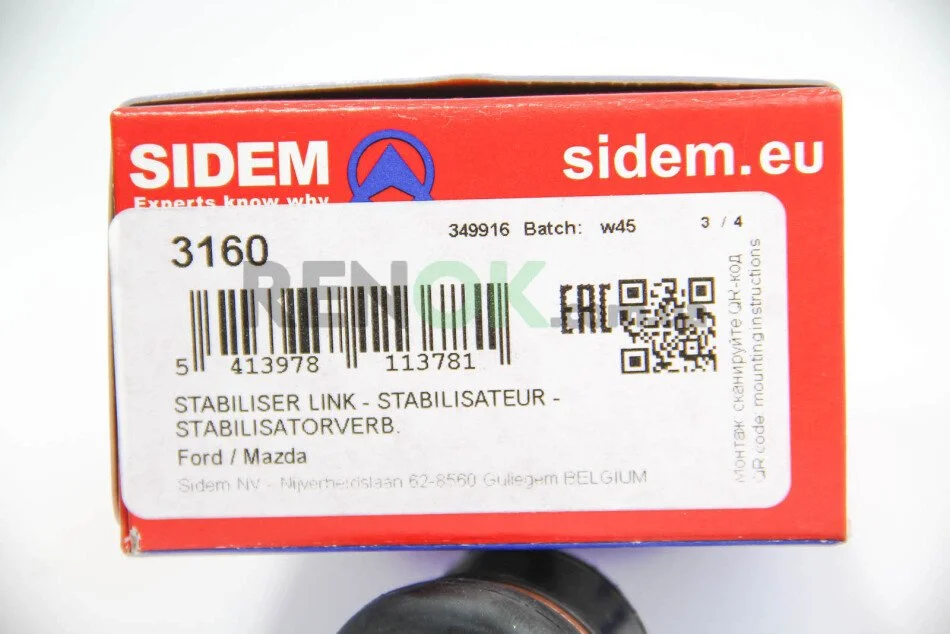 SIDEM
sidem.eu
Experts know why
349916 Batch: w45 3 / 4
3160
RENOK
EAC
5 413978 113781
STABILISER LINK - STABILISATEUR -
STABILISATORVERB.
Ford / Mazda
Sidem NV - Nijverheidslaan 62-8560 Gullegem BELGIUM
Монтаж сканируйте QR-код
QR code: mounting instructions